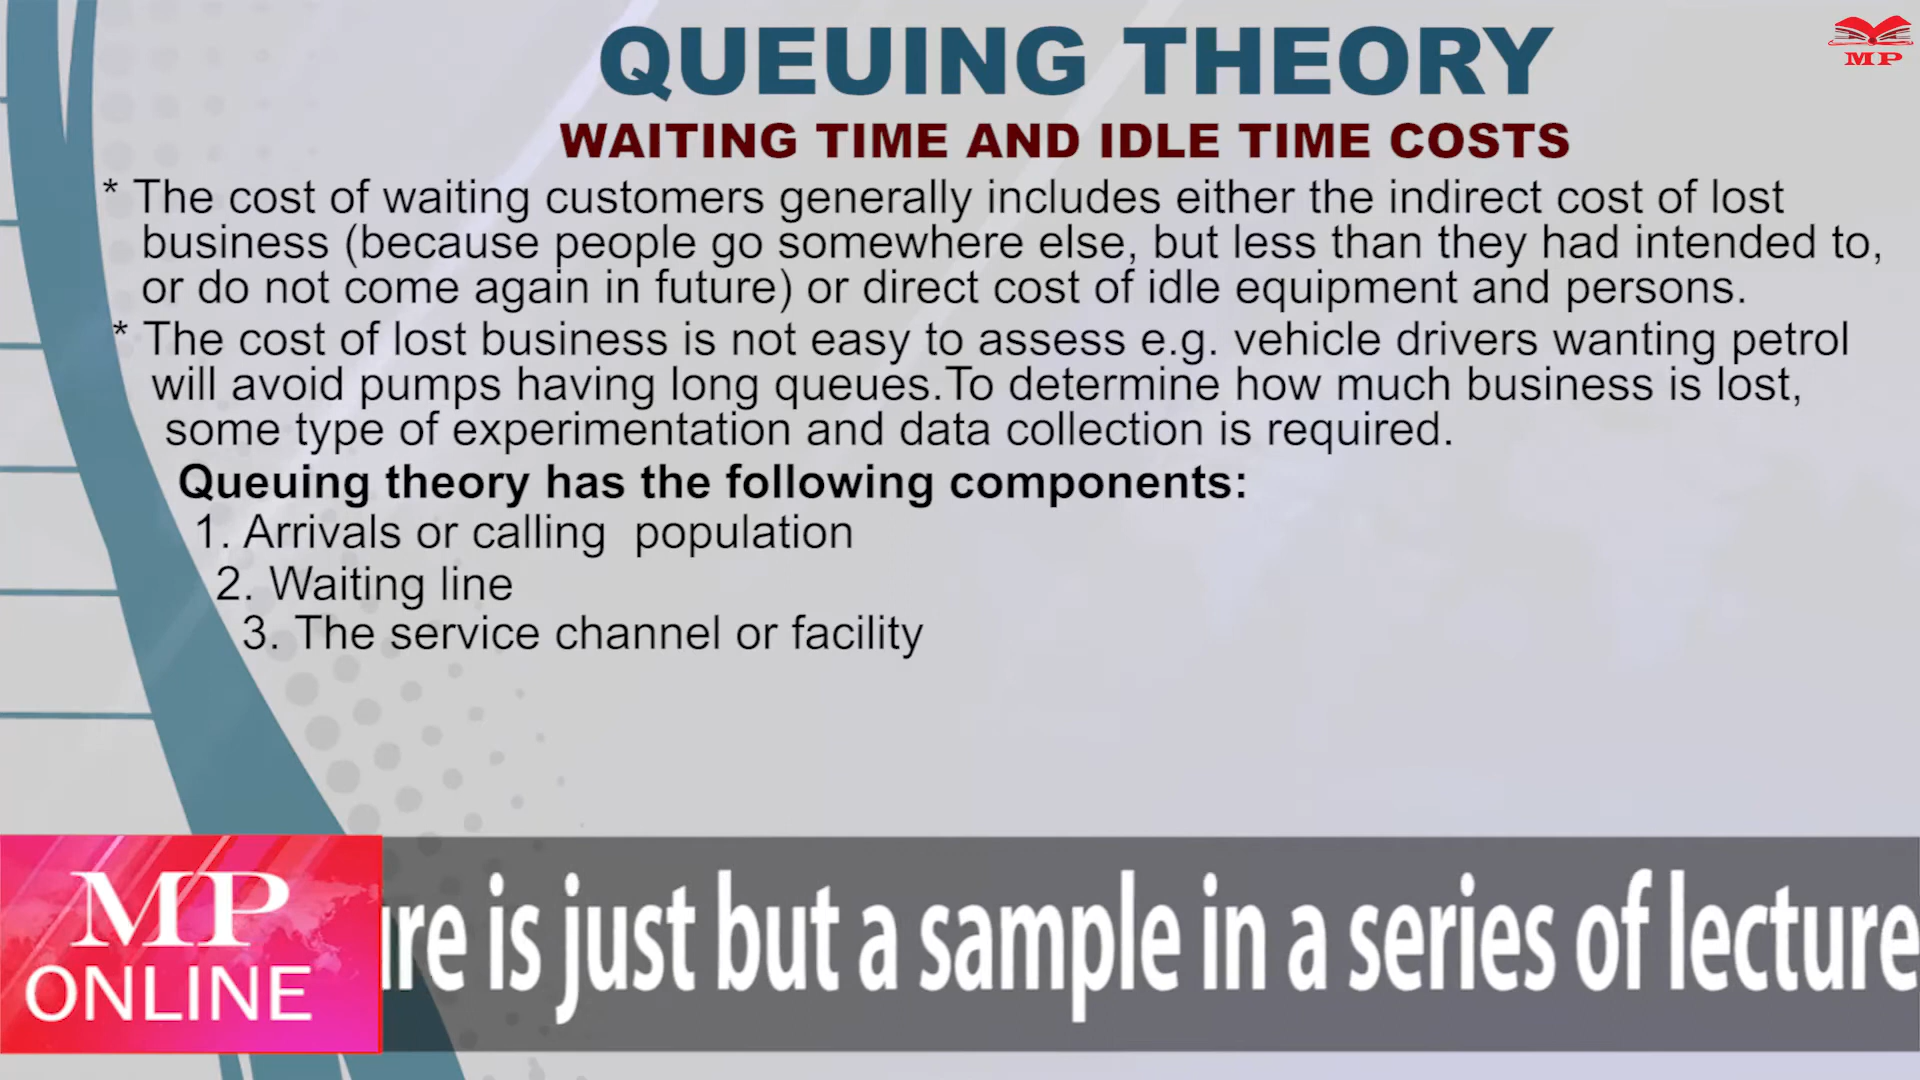 QUEUING THEORY
MP
WAITING TIME AND IDLE TIME COSTS
* The cost of waiting customers generally includes either the indirect cost of lost
business (because people go somewhere else, but less than they had intended to,
or do not come again in future) or direct cost of idle equipment and persons.
* The cost of lost business is not easy to assess e.g. vehicle drivers wanting petrol
will avoid pumps having long queues.To determine how much business is lost,
some type of experimentation and data collection is required.
Queuing theory has the following components:
1. Arrivals or calling population
2. Waiting line
3. The service channel or facility
MP
ONLINE
is just but a sample in a series of lecture